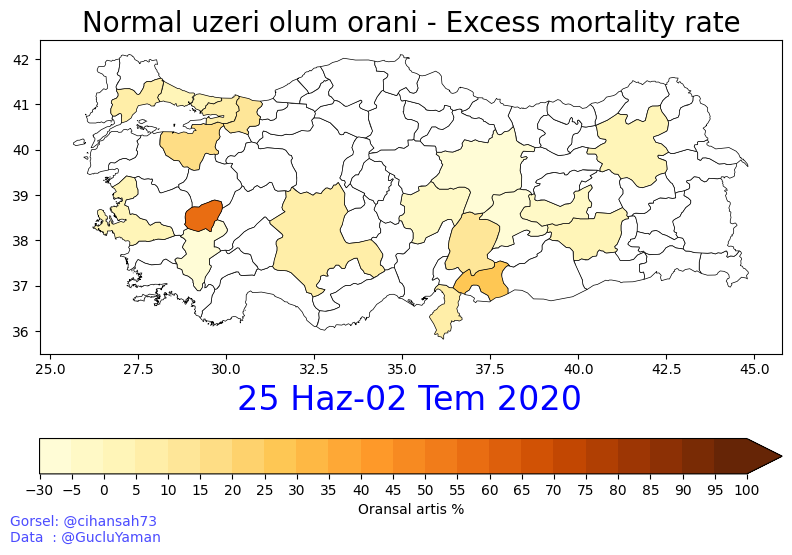 Normal uzeri olum orani - Excess mortality rate
42
41
40
39
38
37
36
25.0 27.5 30.0 32.5 35.0 37.5 40.0 42.5 45.0
25 Haz-02 Tem 2020
−30 −5 0 5 10 15 20 25 30 35 40 45 50 55 60 65 70 75 80 85 90 95 100
Oransal artis %
Gorsel: @cihansah73
Data : @GucluYaman